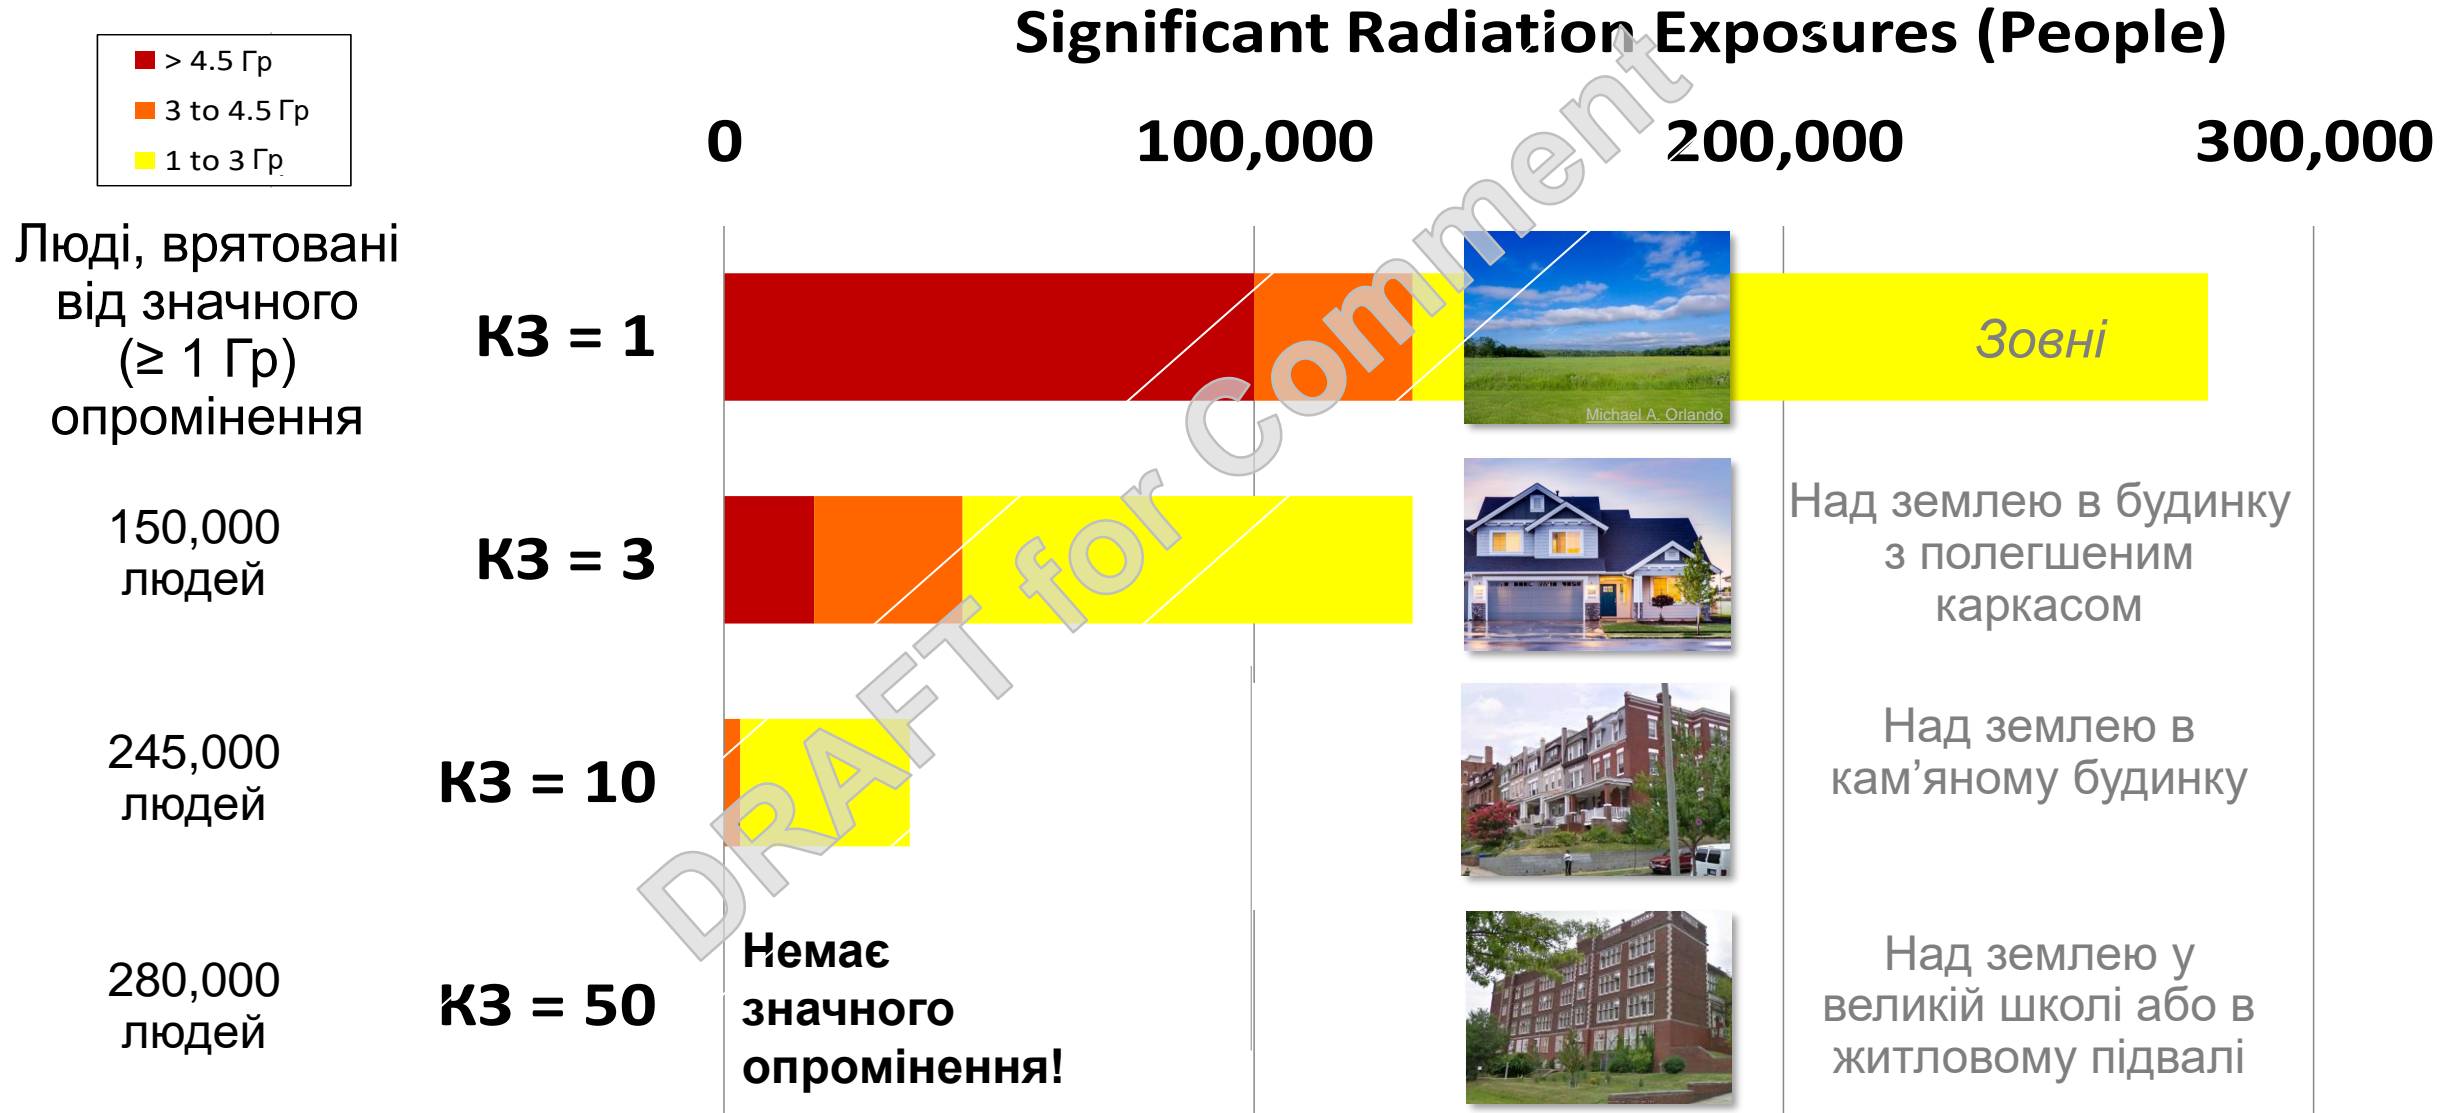 Significant Radiation Exposures (People)
> 4.5 Гр
3 to 4.5 Гр
1 to 3 Гр
0
100,000
200,000
300,000
Люді, врятовані
від значного
(≥ 1 Гр)
опромінення
КЗ = 1
Michael A. Orlando
Зовні
150,000
людей
КЗ = 3
Над землею в будинку
з полегшеним
каркасом
245,000
людей
КЗ = 10
Над землею в
кам’яному будинку
280,000
людей
КЗ = 50
Немає
значного
опромінення!
Над землею у
великій школі або в
житловому підвалі
DRAFT for Comment